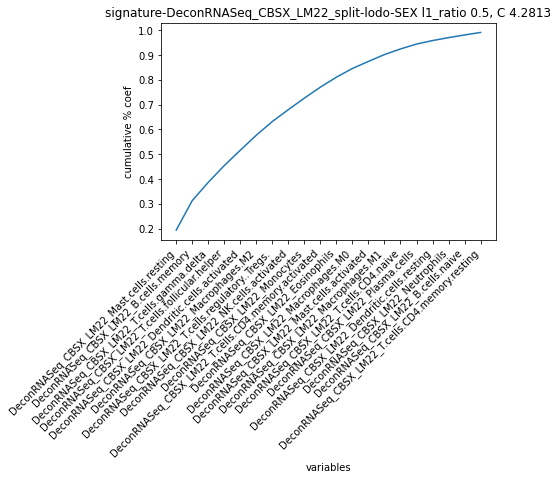 signature-DeconRNASeq_CBSX_LM22_split-lodo-SEX l1_ratio 0.5, C 4.2813
cumulative % coef
1.0
0.9
0.8
0.7
0.6
0.5
0.4
0.3
0.2
DeconRNASeq_CBSX_LM22_Mast.cells.resting
DeconRNASeq_CBSX_LM22_B.cells.memory
DeconRNASeq_CBSX_LM22_T.cells.gamma.delta
DeconRNASeq_CBSX_LM22_T.cells.follicular.helper
DeconRNASeq_CBSX_LM22_Dendritic.cells.activated
DeconRNASeq_CBSX_LM22_Macrophages.M2
DeconRNASeq_CBSX_LM22_T.cells.regulatory..Tregs.
DeconRNASeq_CBSX_LM22_NK.cells.activated
DeconRNASeq_CBSX_LM22_Monocytes
DeconRNASeq_CBSX_LM22_T.cells.CD4.memory.activated
DeconRNASeq_CBSX_LM22_Eosinophils
DeconRNASeq_CBSX_LM22_Macrophages.M0
DeconRNASeq_CBSX_LM22_Mast.cells.activated
DeconRNASeq_CBSX_LM22_Macrophages.M1
DeconRNASeq_CBSX_LM22_T.cells.CD4.naive
DeconRNASeq_CBSX_LM22_Plasma.cells
DeconRNASeq_CBSX_LM22_Dendritic.cells.resting
DeconRNASeq_CBSX_LM22_Neutrophils
DeconRNASeq_CBSX_LM22_B.cells.naive
DeconRNASeq_CBSX_LM22_T.cells.CD4.memory.resting
variables